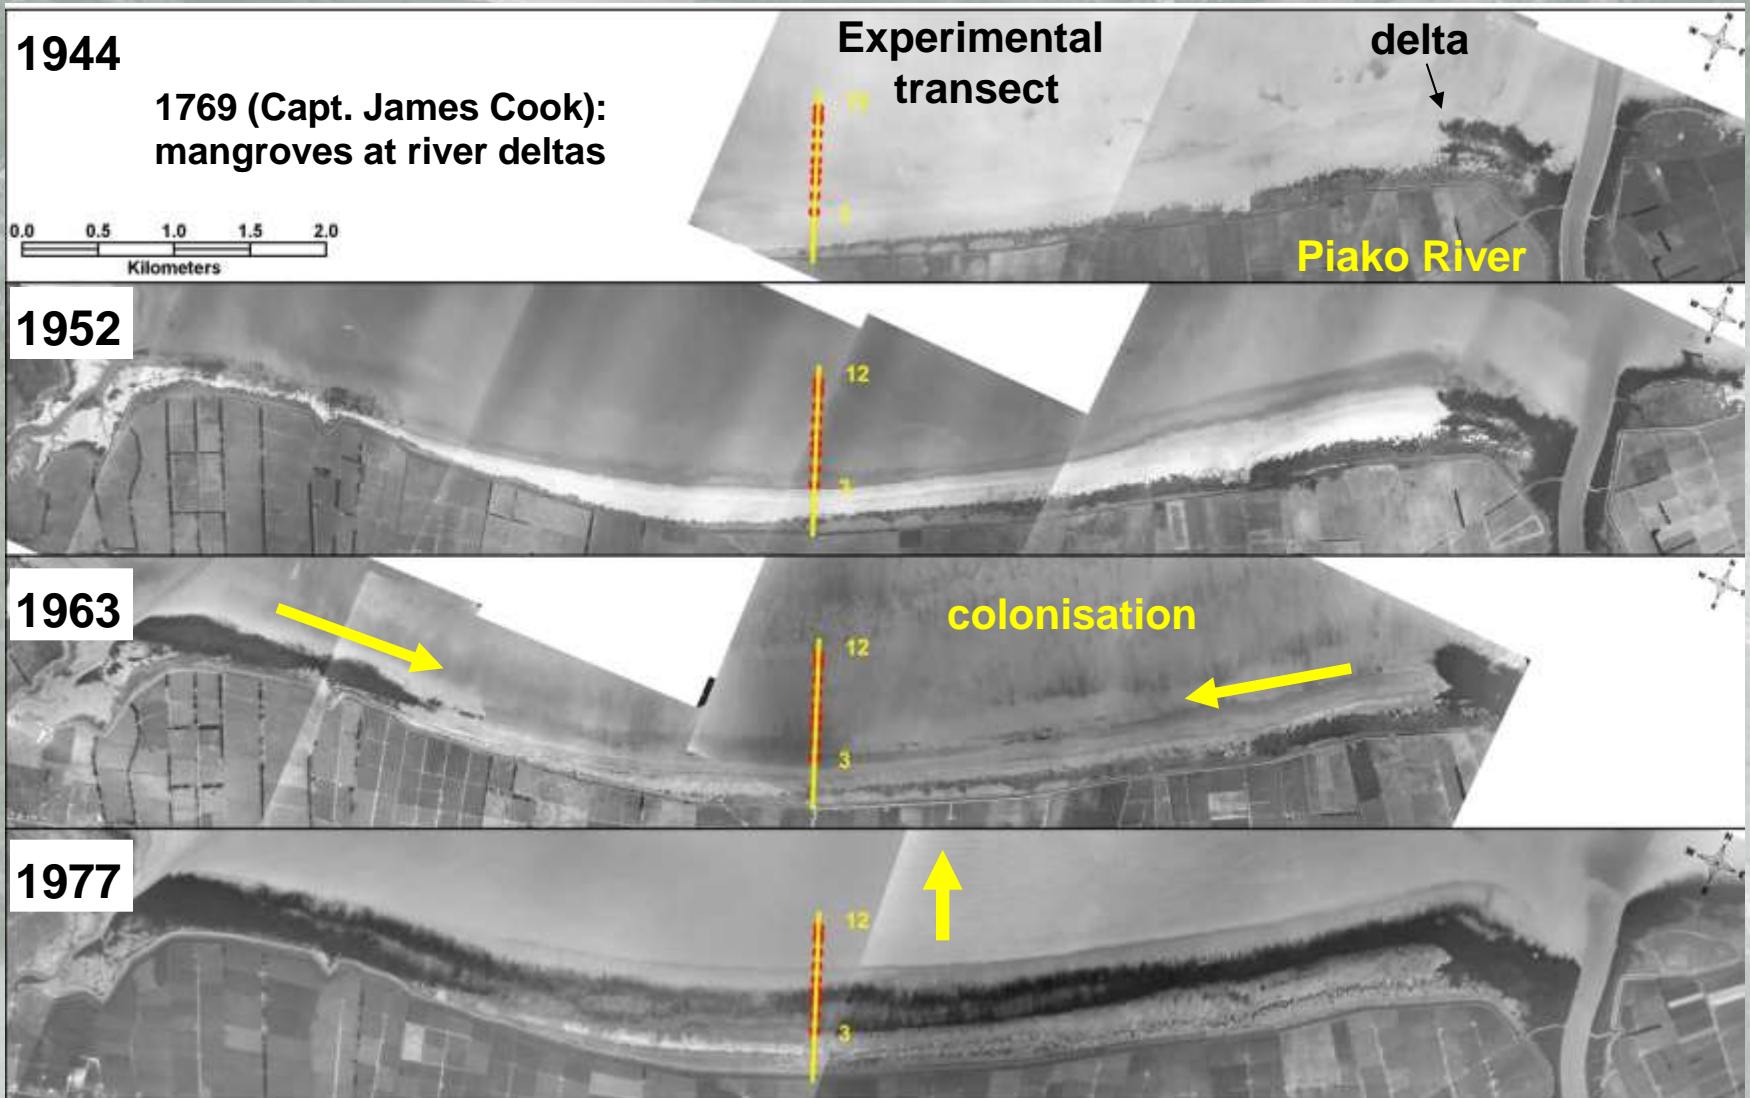 1944
Experimental
transect
delta
1769 (Capt. James Cook):
mangroves at river deltas
0.0 0.5 1.0 1.5 2.0
Kilometers
Piako River
1952
12
3
1963
colonisation
12
3
1977
12
3